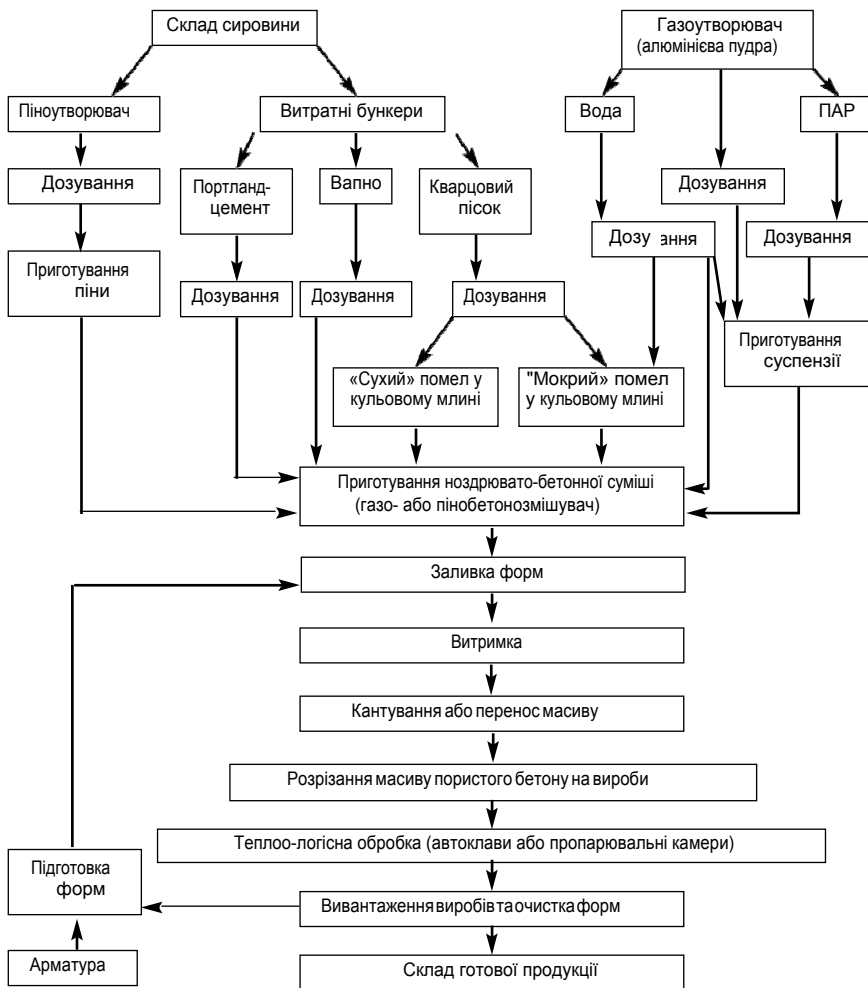 Склад сировини
Газоутворювач
(алюмінієва пудра)
Піноутворювач
Витратні бункери
Вода
ПАР
Дозування
Портланд-
цемент
Вапно
Кварцовий
пісок
Дозування
Дозування
Дозування
Приготування
піни
Дозування
Дозування
Дозування
Приготування
суспензії
«Сухий» помел у
кульовому млині
"Мокрий» помел
у кульовому млині
Приготування ноздрювато-бетонної суміші
(газо- або пінобетонозмішувач)
Заливка форм
Витримка
Кантування або перенос масиву
Розрізання масиву пористого бетону на вироби
Теплоо-логісна обробка (автоклави або пропарювальні камери)
Підготовка
форм
Вивантаження виробів та очистка форм
Арматура
Склад готової продукції